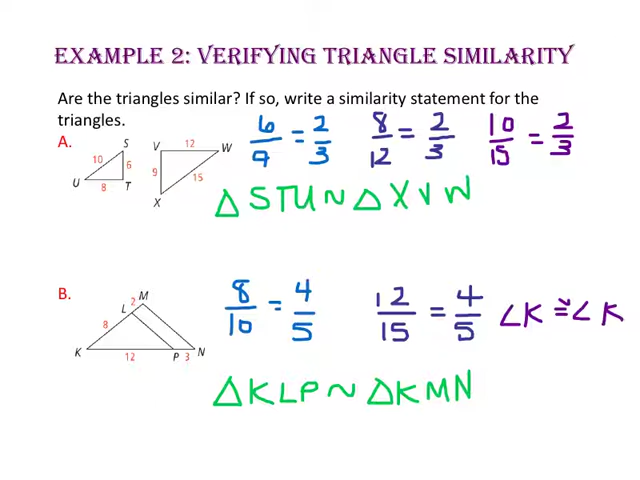 EXAMPLE 2: VERIFYING TRIANGLE SIMILARITY
Are the triangles similar? If so, write a similarity statement for the
triangles.
A.
S
10
6
U
8
T
V
12
W
9
15
X
6/9 = 2/3
8/12 = 2/3
10/15 = 2/3
△STU ~ △XVW
B.
M
2
L
8
K
12
P
3
N
8/10 = 4/5
12/15 = 4/5
∠K ≅ ∠K
△KLP ~ △KMN